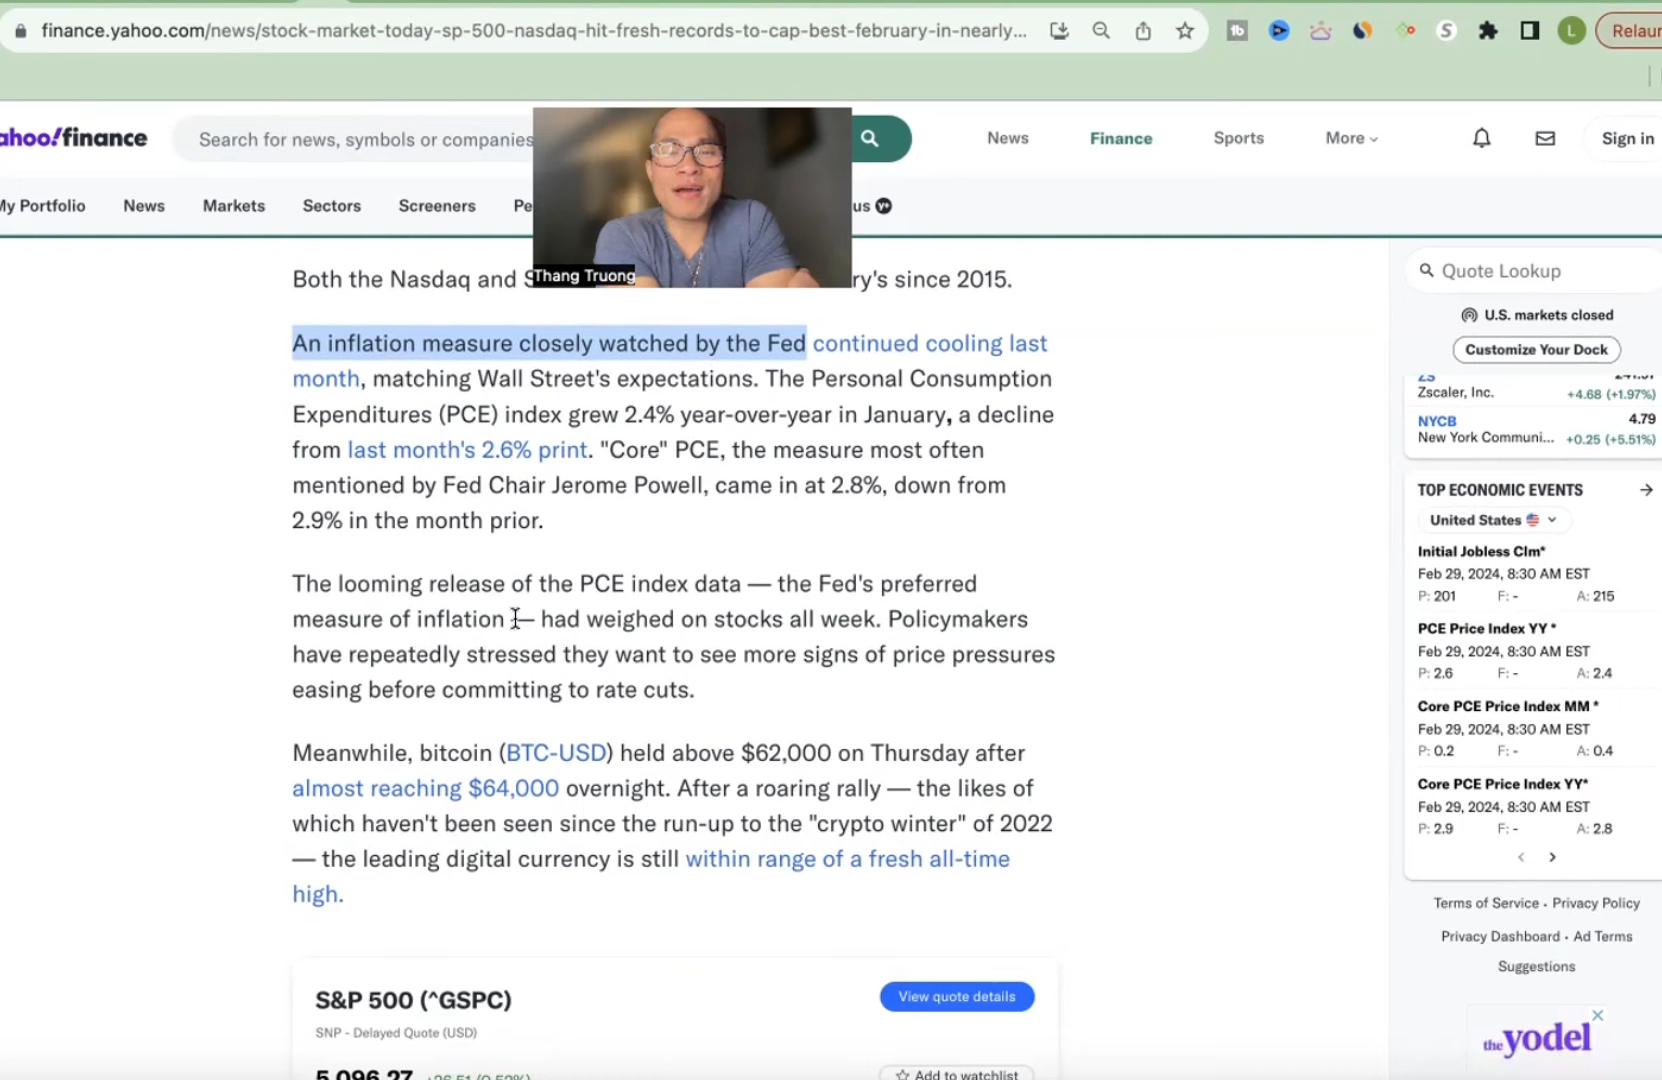 finance.yahoo.com/news/stock-market-today-sp-500-nasdaq-hit-fresh-records-to-cap-best-february-in-nearly...
tb
S
L
Relaun
ahoo!finance
Search for news, symbols or companies
News
Finance
Sports
More
Sign in
My Portfolio
News
Markets
Sectors
Screeners
Pe
us
Y+
Thang Truong
Both the Nasdaq and S
ry's since 2015.
An inflation measure closely watched by the Fed continued cooling last
month, matching Wall Street's expectations. The Personal Consumption
Expenditures (PCE) index grew 2.4% year-over-year in January, a decline
from last month's 2.6% print. "Core" PCE, the measure most often
mentioned by Fed Chair Jerome Powell, came in at 2.8%, down from
2.9% in the month prior.
The looming release of the PCE index data — the Fed's preferred
measure of inflation — had weighed on stocks all week. Policymakers
have repeatedly stressed they want to see more signs of price pressures
easing before committing to rate cuts.
Meanwhile, bitcoin (BTC-USD) held above $62,000 on Thursday after
almost reaching $64,000 overnight. After a roaring rally — the likes of
which haven't been seen since the run-up to the "crypto winter" of 2022
— the leading digital currency is still within range of a fresh all-time
high.
S&P 500 (^GSPC)
View quote details
SNP - Delayed Quote (USD)
5,096.27 +26.51 (0.52%)
Add to watchlist
Quote Lookup
U.S. markets closed
Customize Your Dock
ZS
Zscaler, Inc. +4.68 (+1.97%)
NYCB 4.79
New York Communi... +0.25 (+5.51%)
TOP ECONOMIC EVENTS
United States
Initial Jobless Clm*
Feb 29, 2024, 8:30 AM EST
P: 201 F: - A: 215
PCE Price Index YY *
Feb 29, 2024, 8:30 AM EST
P: 2.6 F: - A: 2.4
Core PCE Price Index MM *
Feb 29, 2024, 8:30 AM EST
P: 0.2 F: - A: 0.4
Core PCE Price Index YY*
Feb 29, 2024, 8:30 AM EST
P: 2.9 F: - A: 2.8
Terms of Service • Privacy Policy
Privacy Dashboard • Ad Terms
Suggestions
the yodel